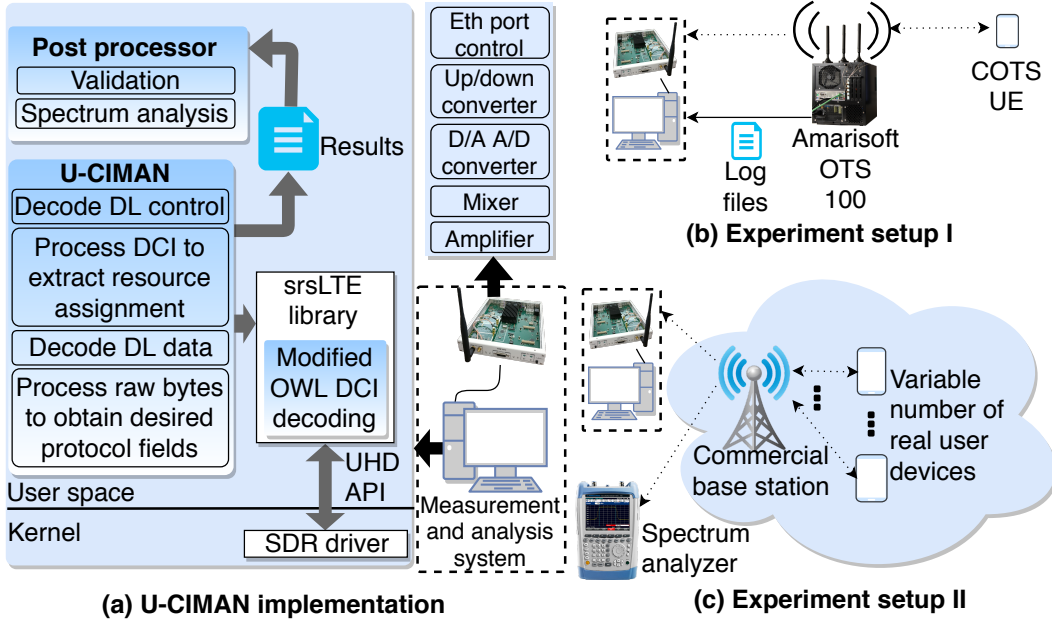 Post processor
Validation
Spectrum analysis
Results
U-CIMAN
Decode DL control
Process DCI to
extract resource
assignment
Decode DL data
Process raw bytes
to obtain desired
protocol fields
srsLTE
library
Modified
OWL DCI
decoding
UHD
API
User space
Kernel
SDR driver
Eth port
control
Up/down
converter
D/A A/D
converter
Mixer
Amplifier
Measurement
and analysis
system
(a) U-CIMAN implementation
Log
files
Amarisoft
OTS
100
COTS
UE
(b) Experiment setup I
Commercial
base station
Variable
number of
real user
devices
Spectrum
analyzer
(c) Experiment setup II